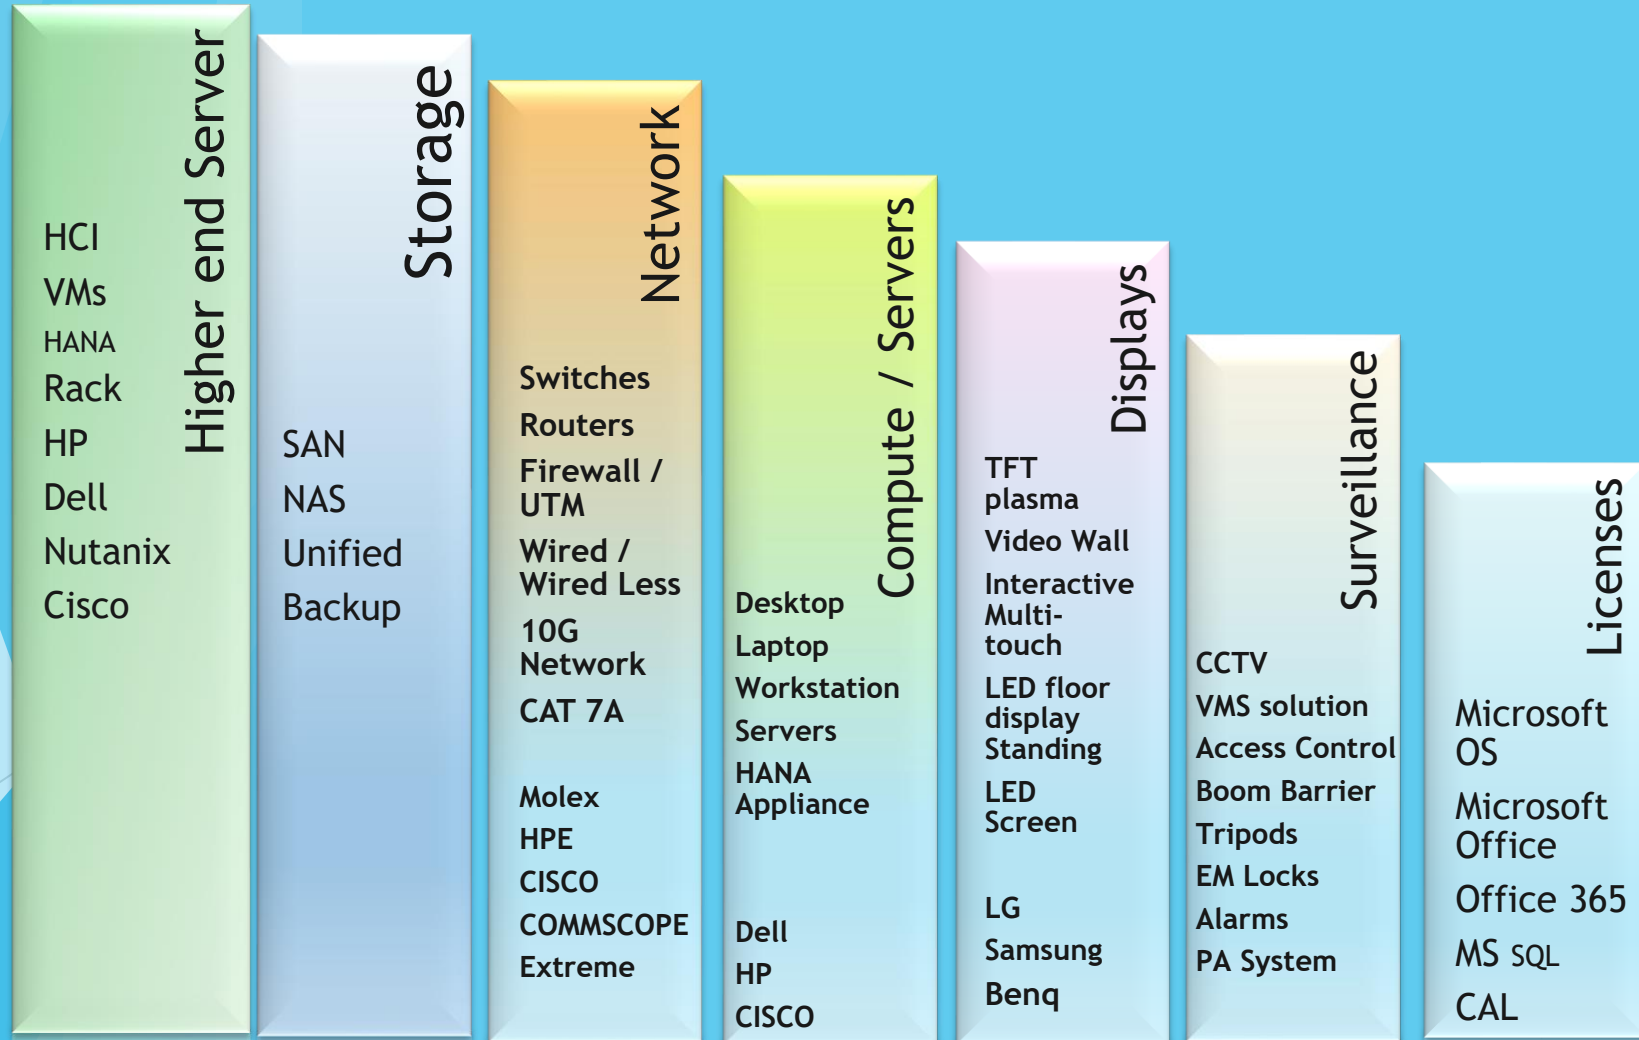 Higher end Server
HCI
VMs
HANA
Rack
HP
Dell
Nutanix
Cisco
Storage
SAN
NAS
Unified
Backup
Network
Switches
Routers
Firewall /
UTM
Wired /
Wired Less
10G
Network
CAT 7A
Molex
HPE
CISCO
COMMSCOPE
Extreme
Compute / Servers
Desktop
Laptop
Workstation
Servers
HANA
Appliance
Dell
HP
CISCO
Displays
TFT
plasma
Video Wall
Interactive
Multi-
touch
LED floor
display
Standing
LED
Screen
LG
Samsung
Benq
Surveillance
CCTV
VMS solution
Access Control
Boom Barrier
Tripods
EM Locks
Alarms
PA System
Licenses
Microsoft
OS
Microsoft
Office
Office 365
MS SQL
CAL